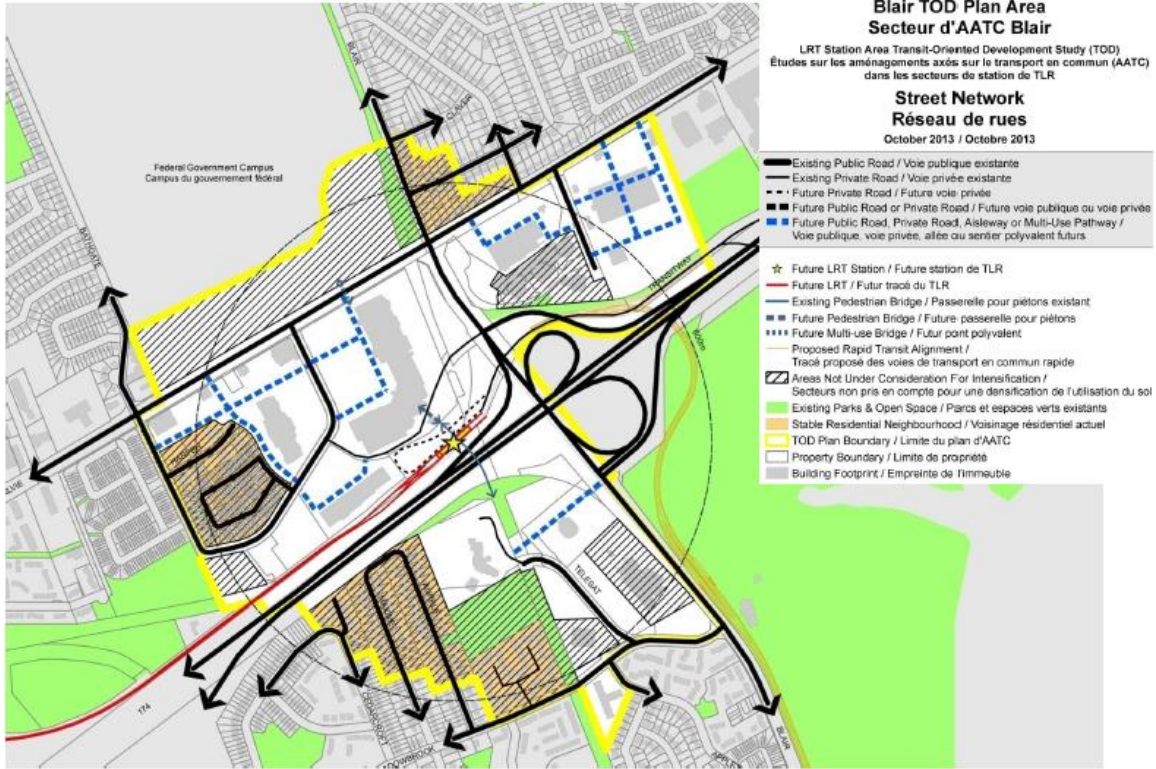 Blair TOD Plan Area
Secteur d'AATC Blair
LRT Station Area Transit-Oriented Development Study (TOD)
Études sur les aménagements axés sur le transport en commun (AATC)
dans les secteurs de station de TLR
Street Network
Réseau de rues
October 2013 / Octobre 2013
Existing Public Road / Voie publique existante
Existing Private Road / Voie privée existante
Future Private Road / Future voie privée
Future Public Road or Private Road / Future voie publique ou voie privée
Future Public Road, Private Road, Aisleway or Multi-Use Pathway /
Voie publique, voie privée, allée ou sentier polyvalent futurs
Future LRT Station / Future station de TLR
Future LRT / Futur tracé du TLR
Existing Pedestrian Bridge / Passerelle pour piétons existant
Future Pedestrian Bridge / Future passerelle pour piétons
Future Multi-use Bridge / Futur pont polyvalent
Proposed Rapid Transit Alignment /
Tracé proposé des voies de transport en commun rapide
Areas Not Under Consideration For Intensification /
Secteurs non pris en compte pour une densification de l'utilisation du sol
Existing Parks & Open Space / Parcs et espaces verts existants
Stable Residential Neighbourhood / Voisinage résidentiel actuel
TOD Plan Boundary / Limite du plan d'AATC
Property Boundary / Limite de propriété
Building Footprint / Empreinte de l'immeuble
Federal Government Campus
Campus du gouvernement fédéral
BLAIR
CLAVIER
BATHGATE
TRANSITWAY
600m
TELESAT
174
BLAIR